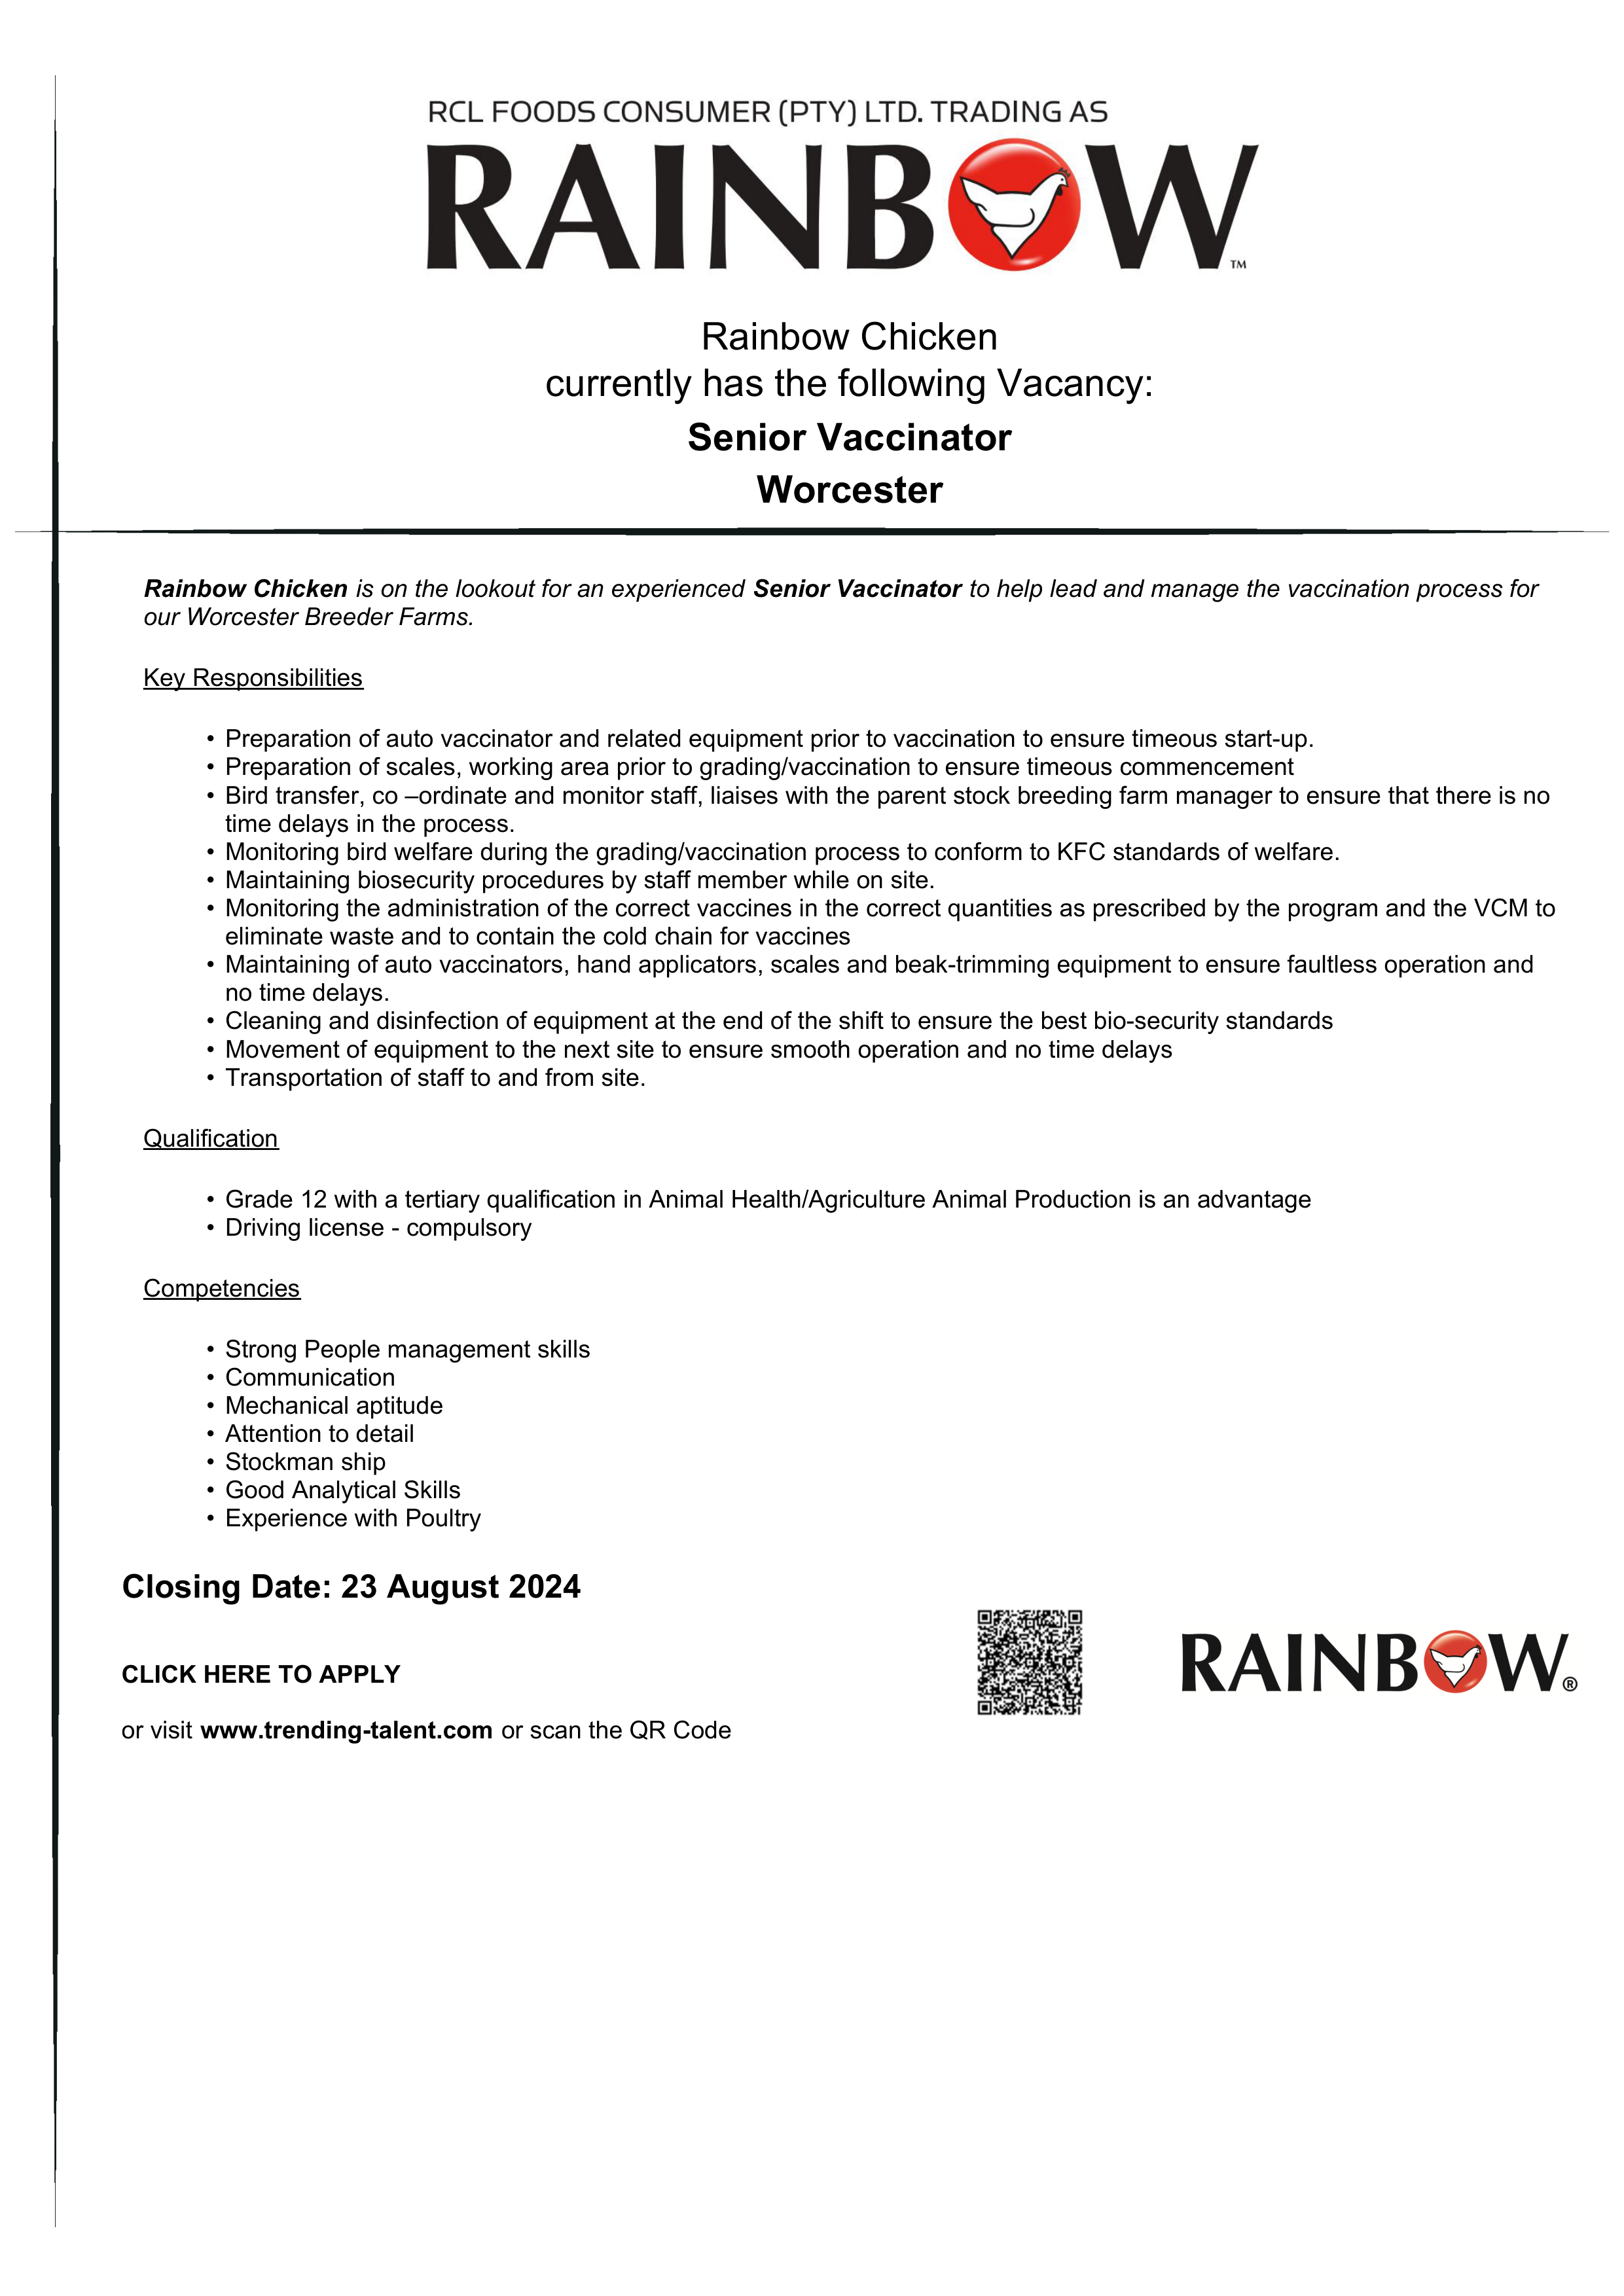 RCL FOODS CONSUMER (PTY) LTD. TRADING AS
RAINBOW™
Rainbow Chicken
currently has the following Vacancy:
Senior Vaccinator
Worcester
Rainbow Chicken is on the lookout for an experienced Senior Vaccinator to help lead and manage the vaccination process for
our Worcester Breeder Farms.
Key Responsibilities
• Preparation of auto vaccinator and related equipment prior to vaccination to ensure timeous start-up.
• Preparation of scales, working area prior to grading/vaccination to ensure timeous commencement
• Bird transfer, co –ordinate and monitor staff, liaises with the parent stock breeding farm manager to ensure that there is no
time delays in the process.
• Monitoring bird welfare during the grading/vaccination process to conform to KFC standards of welfare.
• Maintaining biosecurity procedures by staff member while on site.
• Monitoring the administration of the correct vaccines in the correct quantities as prescribed by the program and the VCM to
eliminate waste and to contain the cold chain for vaccines
• Maintaining of auto vaccinators, hand applicators, scales and beak-trimming equipment to ensure faultless operation and
no time delays.
• Cleaning and disinfection of equipment at the end of the shift to ensure the best bio-security standards
• Movement of equipment to the next site to ensure smooth operation and no time delays
• Transportation of staff to and from site.
Qualification
• Grade 12 with a tertiary qualification in Animal Health/Agriculture Animal Production is an advantage
• Driving license - compulsory
Competencies
• Strong People management skills
• Communication
• Mechanical aptitude
• Attention to detail
• Stockman ship
• Good Analytical Skills
• Experience with Poultry
Closing Date: 23 August 2024
CLICK HERE TO APPLY
or visit www.trending-talent.com or scan the QR Code
RAINBOW®